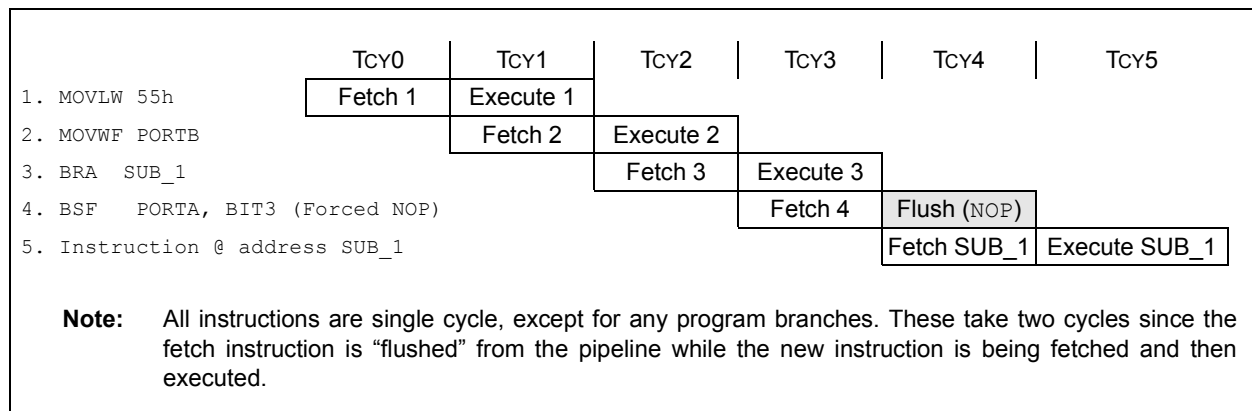 TCY0 TCY1 TCY2 TCY3 TCY4 TCY5
1. MOVLW 55h Fetch 1 Execute 1
2. MOVWF PORTB Fetch 2 Execute 2
3. BRA SUB_1 Fetch 3 Execute 3
4. BSF PORTA, BIT3 (Forced NOP) Fetch 4 Flush (NOP)
5. Instruction @ address SUB_1 Fetch SUB_1 Execute SUB_1
Note: All instructions are single cycle, except for any program branches. These take two cycles since the
fetch instruction is “flushed” from the pipeline while the new instruction is being fetched and then
executed.